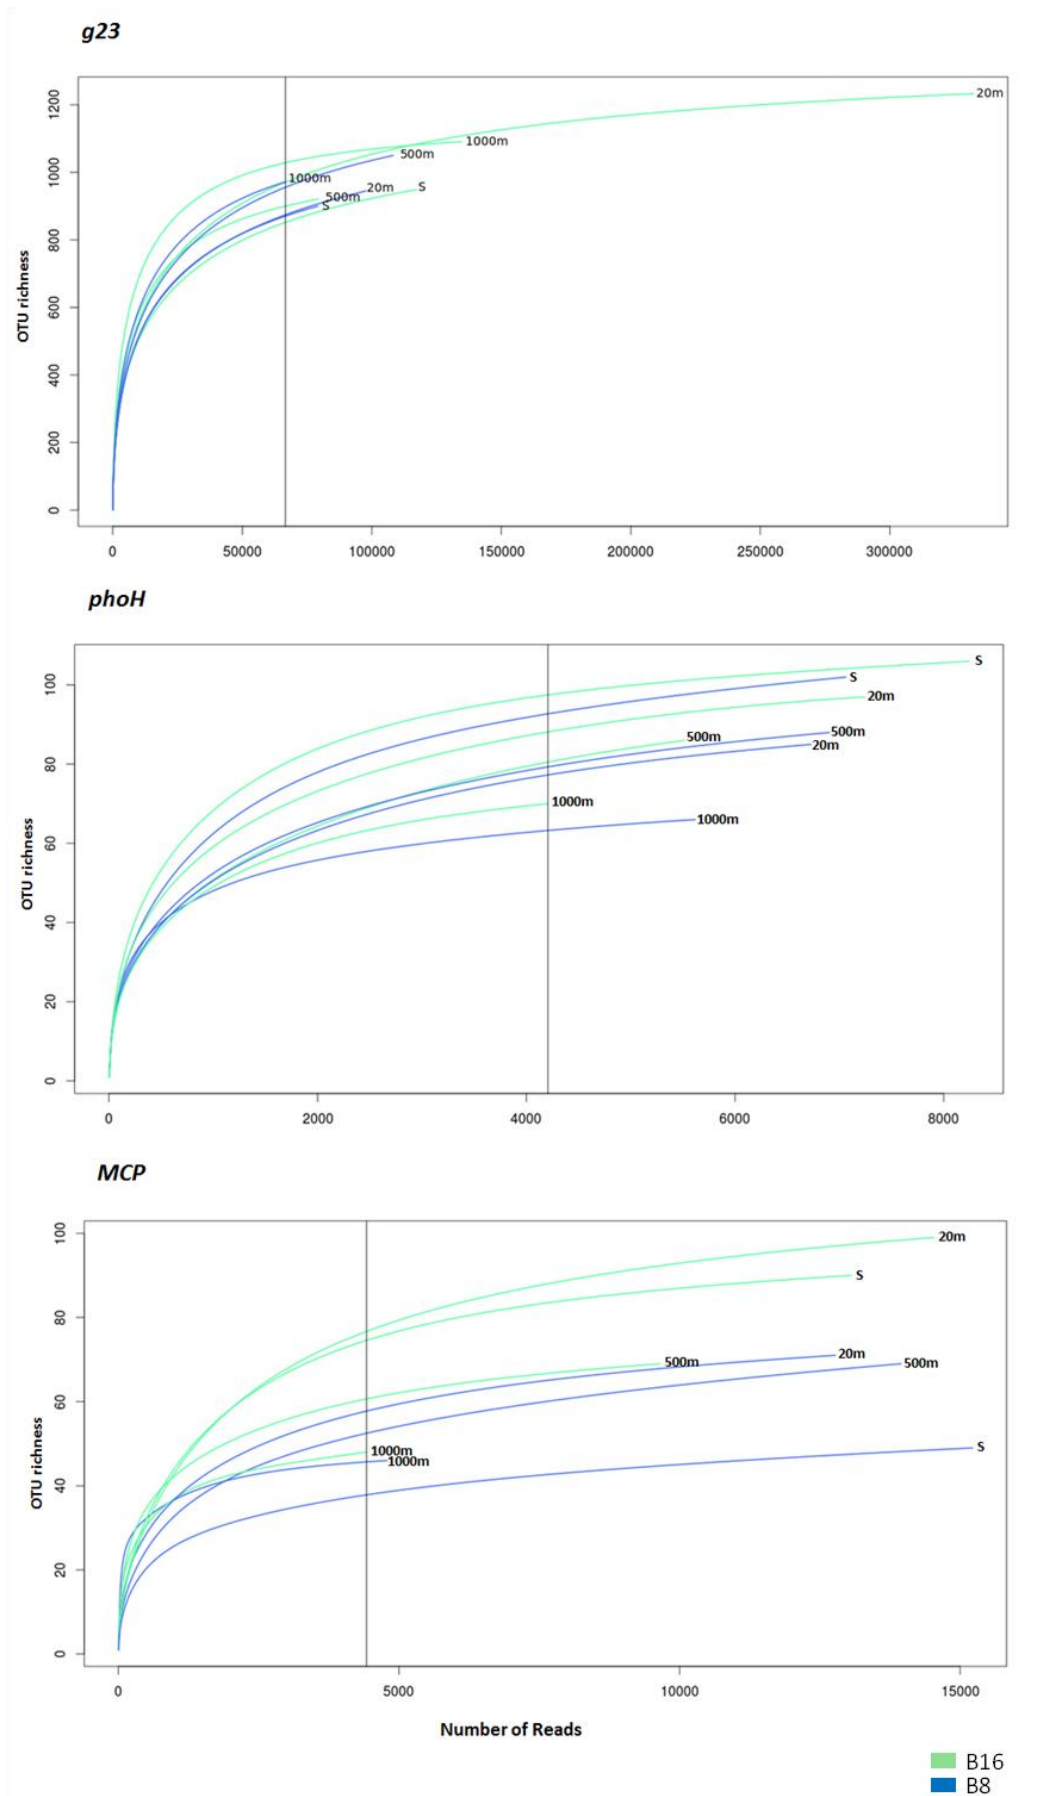 g23
OTU richness
0
200
400
600
800
1000
1200
20m
1000m
500m
1000m
20m
S
500m
S
0
50000
100000
150000
200000
250000
300000
phoH
OTU richness
0
20
40
60
80
100
S
S
20m
500m
500m
20m
1000m
1000m
0
2000
4000
6000
8000
MCP
OTU richness
0
20
40
60
80
100
20m
S
20m
500m
500m
1000m
1000m
S
0
5000
10000
15000
Number of Reads
B16
B8